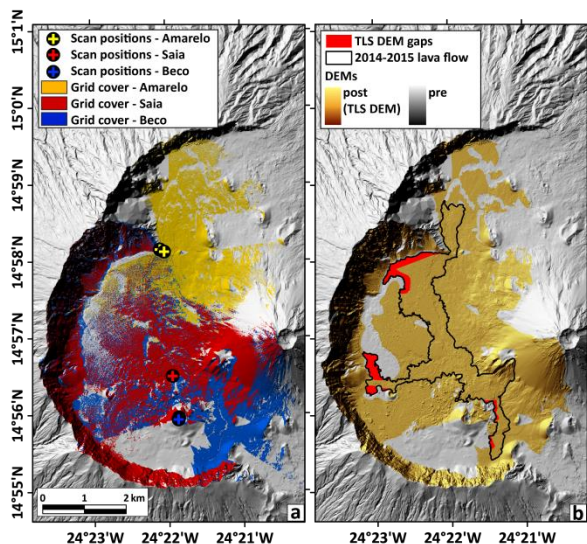 Scan positions - Amarelo
Scan positions - Saia
Scan positions - Beco
Grid cover - Amarelo
Grid cover - Saia
Grid cover - Beco
TLS DEM gaps
2014-2015 lava flow
DEMs
post
(TLS DEM)
pre
15°1'N
15°0'N
14°59'N
14°58'N
14°57'N
14°56'N
14°55'N
0 1 2 km
a
b
24°23'W 24°22'W 24°21'W
24°23'W 24°22'W 24°21'W